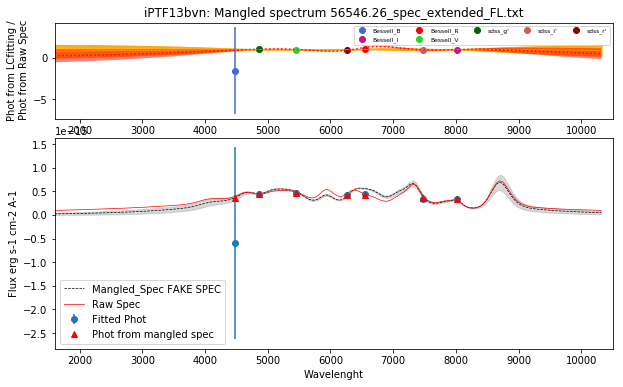 iPTF13bvn: Mangled spectrum 56546.26_spec_extended_FL.txt
Phot from LCfitting /
Phot from Raw Spec
0
−5
Bessell_B
Bessell_I
Bessell_R
Bessell_V
sdss_g'
sdss_i'
sdss_r'
2000 3000 4000 5000 6000 7000 8000 9000 10000
1e−15
Flux erg s-1 cm-2 A-1
1.5
1.0
0.5
0.0
−0.5
−1.0
−1.5
−2.0
−2.5
Mangled_Spec FAKE SPEC
Raw Spec
Fitted Phot
Phot from mangled spec
2000 3000 4000 5000 6000 7000 8000 9000 10000
Wavelenght